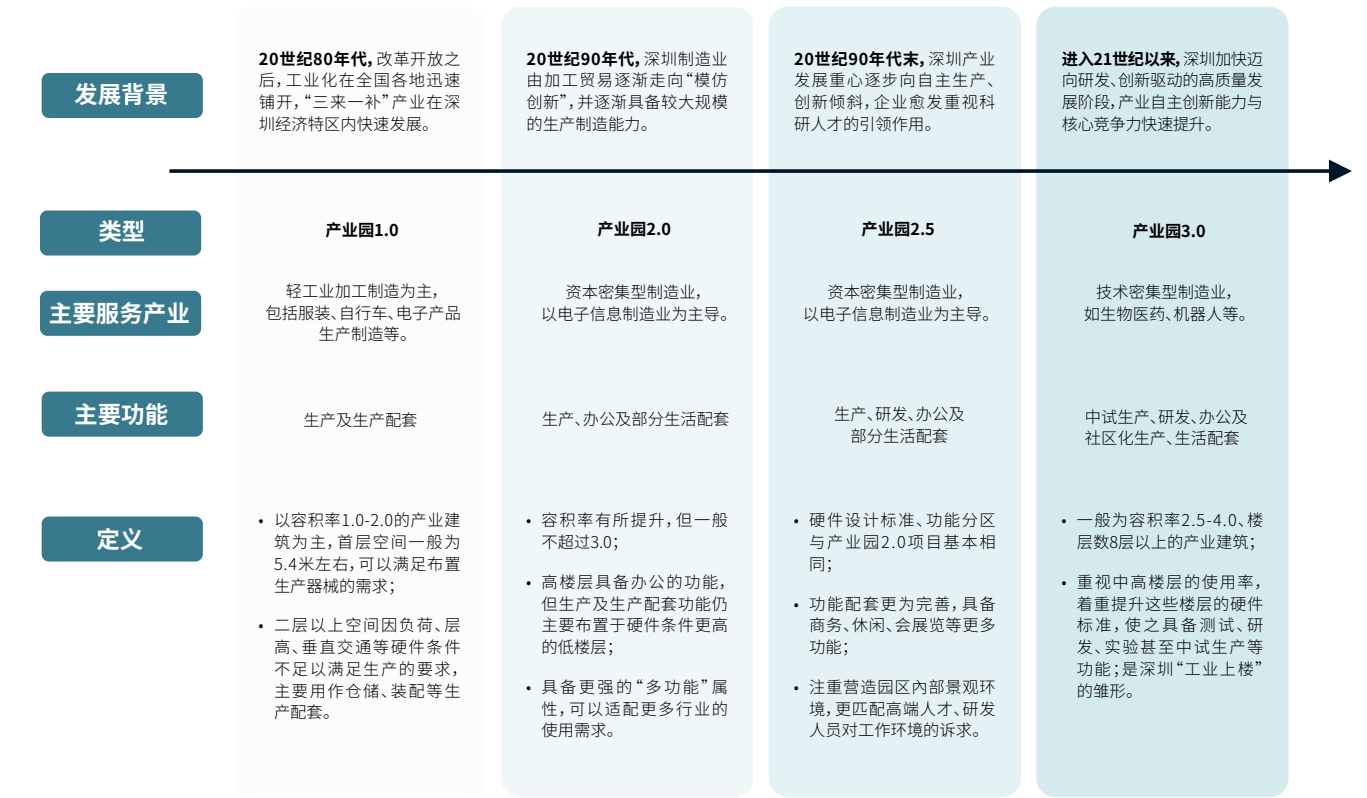 发展背景
20世纪80年代，改革开放之
后，工业化在全国各地迅速
铺开，“三来一补”产业在深
圳经济特区内快速发展。
20世纪90年代，深圳制造业
由加工贸易逐渐走向“模仿
创新”，并逐渐具备较大规模
的生产制造能力。
20世纪90年代末，深圳产业
发展重心逐步向自主生产、
创新倾斜，企业愈发重视科
研人才的引领作用。
进入21世纪以来，深圳加快迈
向研发、创新驱动的高质量发
展阶段，产业自主创新能力与
核心竞争力快速提升。
类型
产业园1.0
产业园2.0
产业园2.5
产业园3.0
主要服务产业
轻工业加工制造为主，
包括服装、自行车、电子产品
生产制造等。
资本密集型制造业，
以电子信息制造业为主导。
资本密集型制造业，
以电子信息制造业为主导。
技术密集型制造业，
如生物医药、机器人等。
主要功能
生产及生产配套
生产、办公及部分生活配套
生产、研发、办公及
部分生活配套
中试生产、研发、办公及
社区化生产、生活配套
定义
• 以容积率1.0-2.0的产业建
筑为主，首层空间一般为
5.4米左右，可以满足布置
生产器械的需求；
• 二层以上空间因负荷、层
高、垂直交通等硬件条件
不足以满足生产的要求，
主要用作仓储、装配等生
产配套。
• 容积率有所提升，但一般
不超过3.0；
• 高楼层具备办公的功能，
但生产及生产配套功能仍
主要布置于硬件条件更高
的低楼层；
• 具备更强的“多功能”属
性，可以适配更多行业的
使用需求。
• 硬件设计标准、功能分区
与产业园2.0项目基本相
同；
• 功能配套更为完善，具备
商务、休闲、会展览等更多
功能；
• 注重营造园区内部景观环
境，更匹配高端人才、研发
人员对工作环境的诉求。
• 一般为容积率2.5-4.0、楼
层数8层以上的产业建筑；
• 重视中高楼层的使用率，
着重提升这些楼层的硬件
标准，使之具备测试、研
发、实验甚至中试生产等
功能；是深圳“工业上楼”
的雏形。